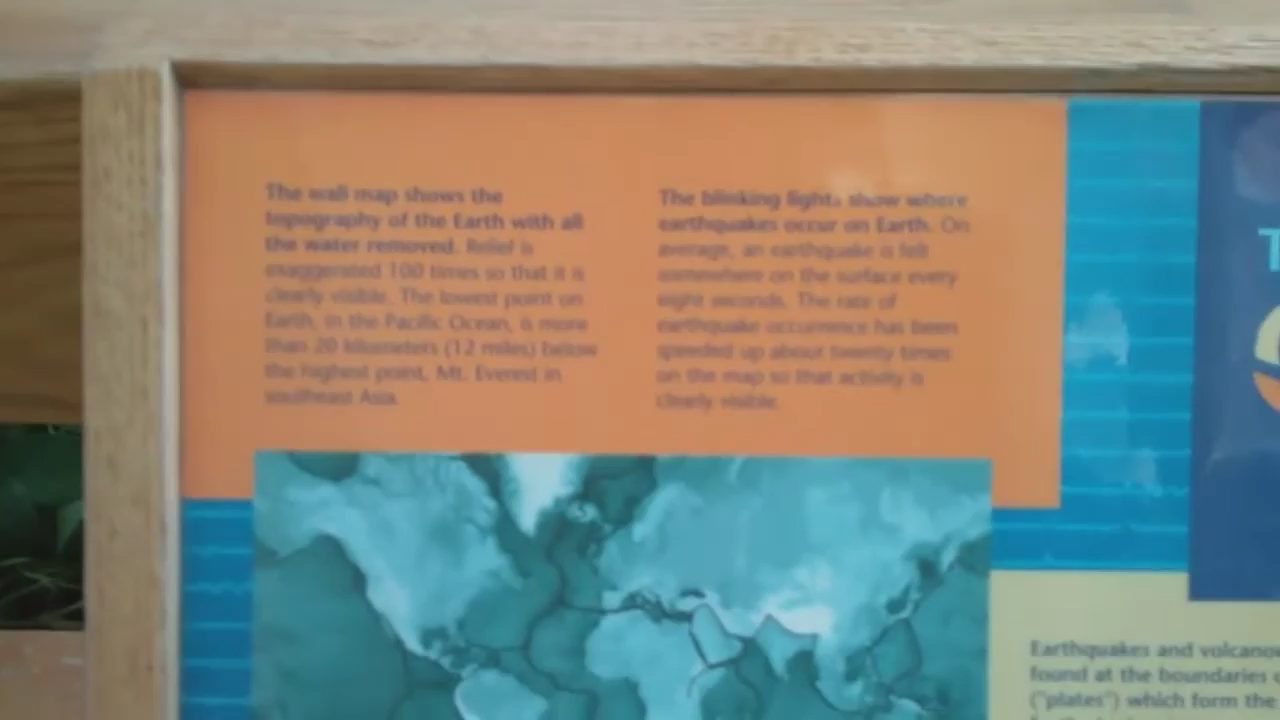 The wall map shows the
topography of the Earth with all
the water removed. Relief is
exaggerated 100 times so that it is
clearly visible. The lowest point on
Earth, in the Pacific Ocean, is more
than 20 kilometers (12 miles) below
the highest point, Mt. Everest in
southeast Asia.
The blinking lights show where
earthquakes occur on Earth. On
average, an earthquake is felt
somewhere on the surface every
eight seconds. The rate of
earthquake occurrence has been
speeded up about twenty times
on the map so that activity is
clearly visible.
T
Earthquakes and volcanoe
found at the boundaries
("plates") which form the